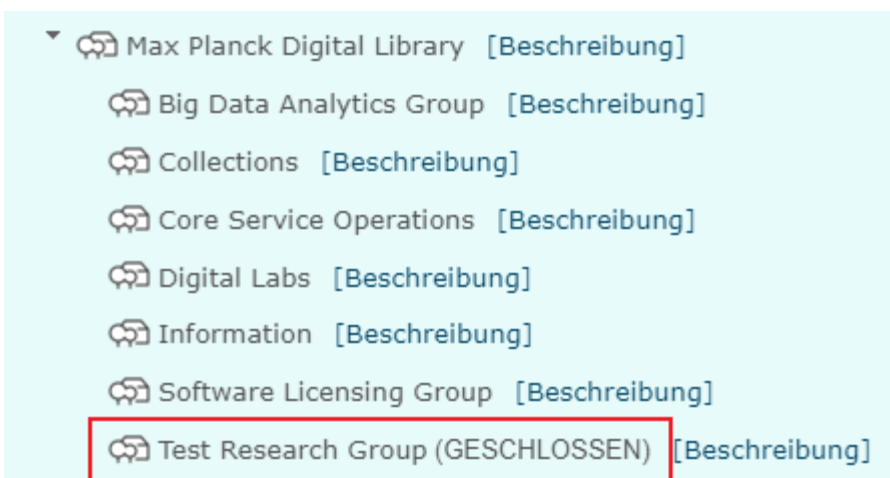 Max Planck Digital Library [Beschreibung]
Big Data Analytics Group [Beschreibung]
Collections [Beschreibung]
Core Service Operations [Beschreibung]
Digital Labs [Beschreibung]
Information [Beschreibung]
Software Licensing Group [Beschreibung]
Test Research Group (GESCHLOSSEN) [Beschreibung]